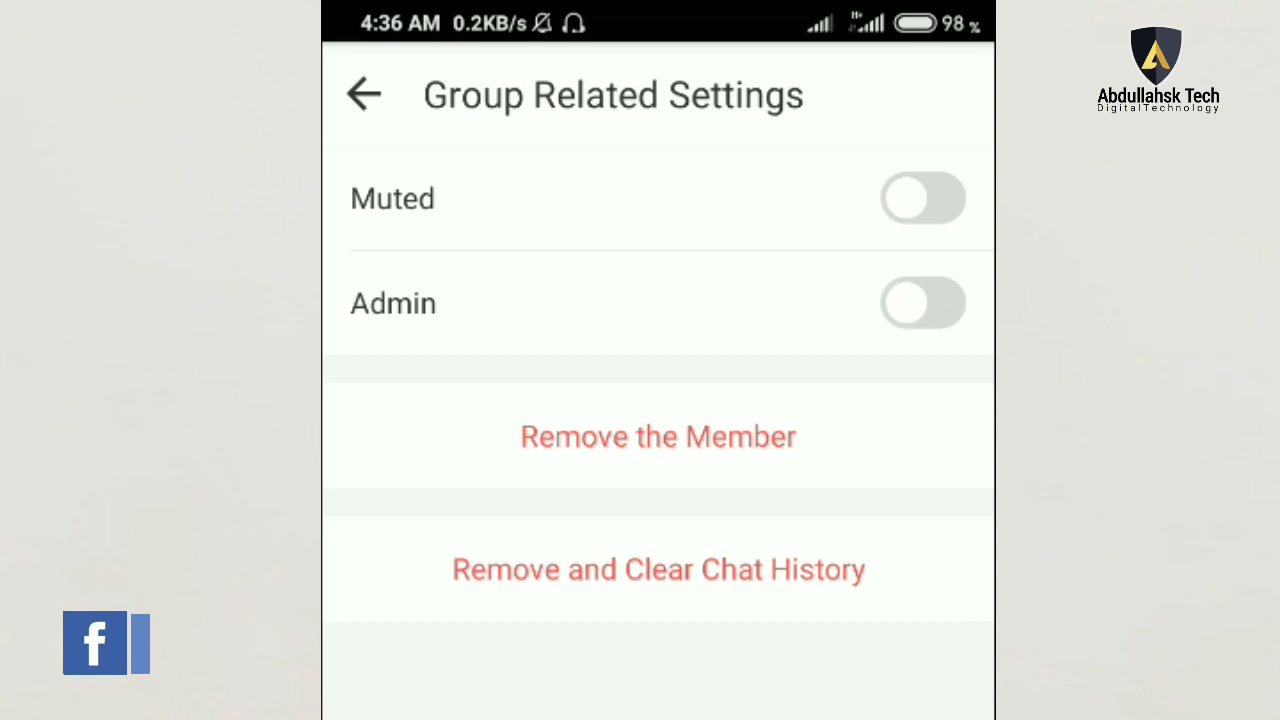 4:36 AM 0.2KB/s H+ 98 %
Abdullahsk Tech
DigitalTechnology
Group Related Settings
Muted
Admin
Remove the Member
Remove and Clear Chat History
f